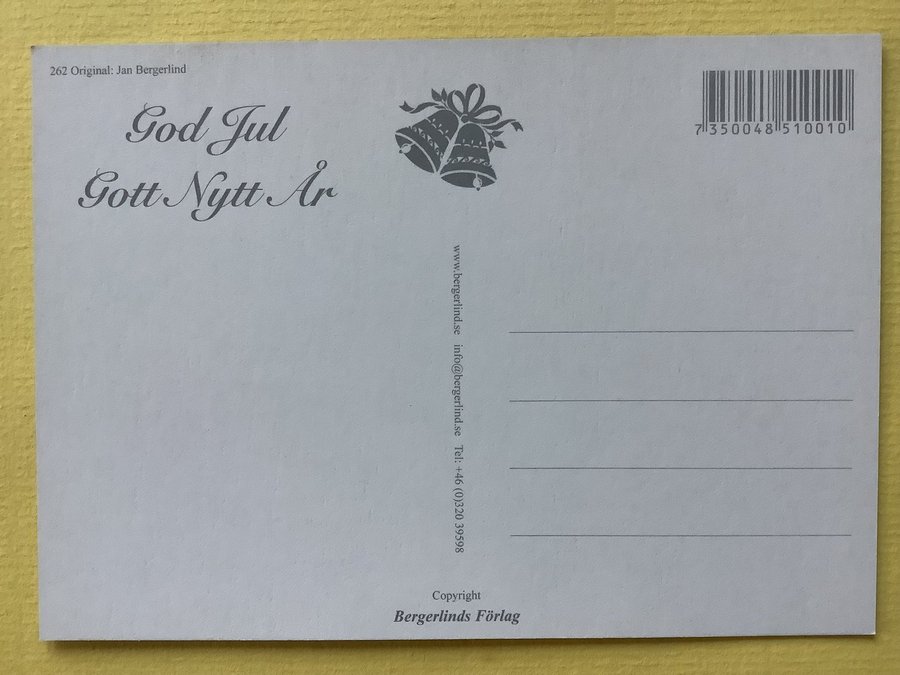 262 Original: Jan Bergerlind
God Jul
Gott Nytt År
7 350048 510010
www.bergerlind.se info@bergerlind.se Tel: +46 (0)320 39598
Copyright
Bergerlinds Förlag